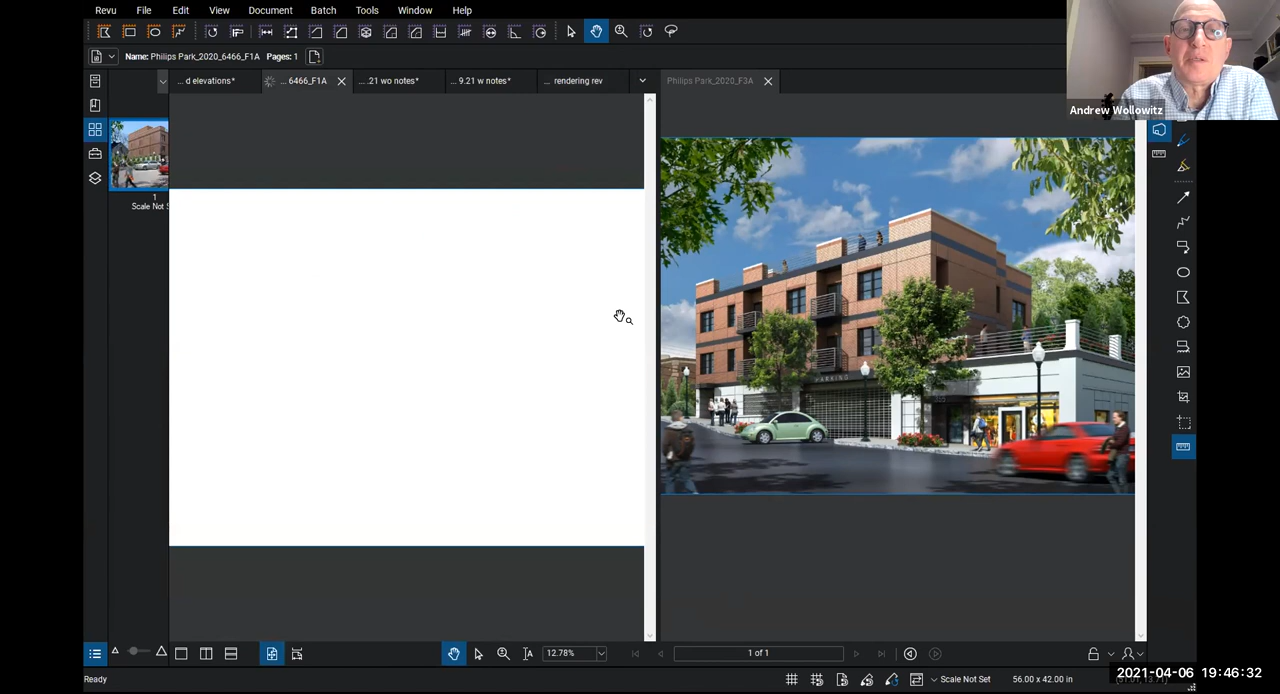 Revu File Edit View Document Batch Tools Window Help
Name: Philips Park_2020_6466_F1A Pages: 1
... d elevations* ... 6466_F1A ....21 wo notes* ... 9.21 w notes* ... rendering rev Philips Park_2020_F3A
Andrew Wollowitz
1
Scale Not S
PARKING
12.78% 1 of 1
Ready Scale Not Set 56.00 x 42.00 in
2021-04-06 19:46:32